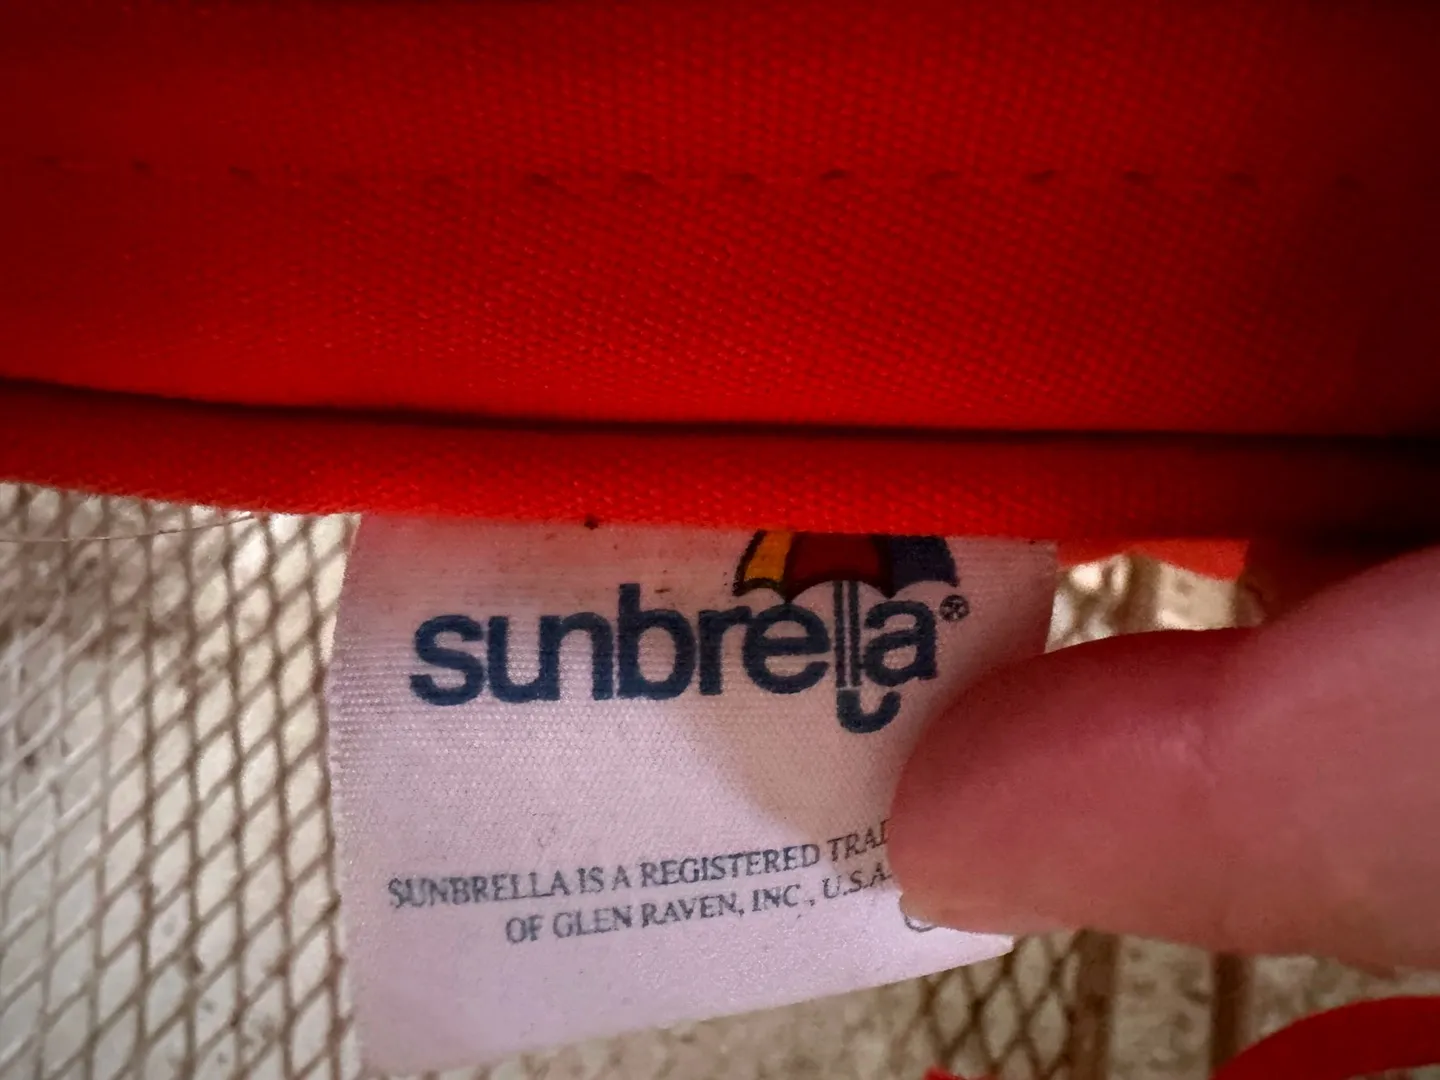 sunbrella®
SUNBRELLA IS A REGISTERED
OF GLEN RAVEN, INC., U.S.A.